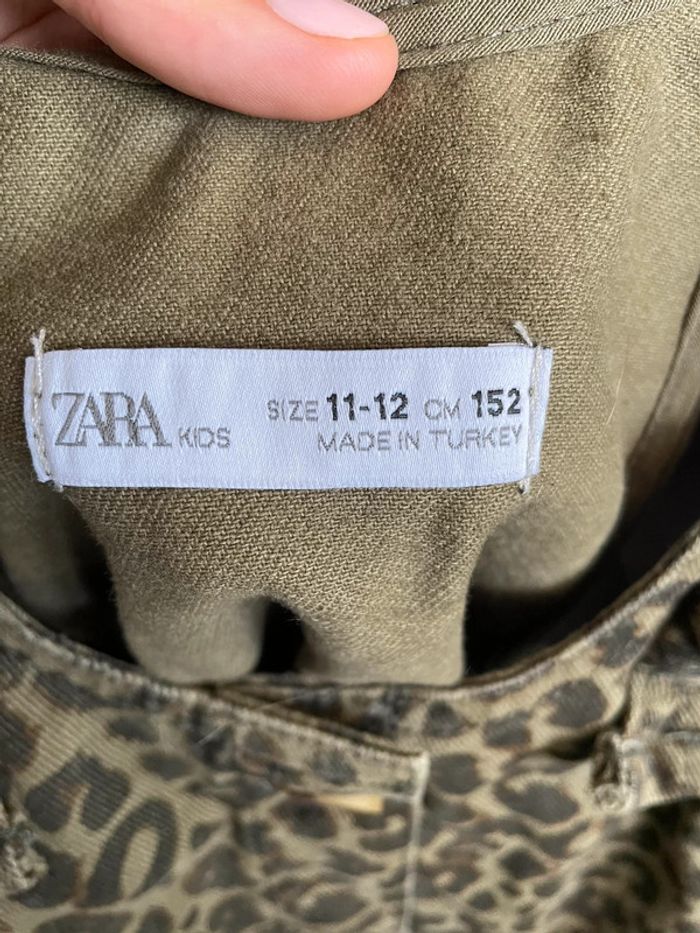 ZARA KIDS SIZE 11-12 CM 152
MADE IN TURKEY